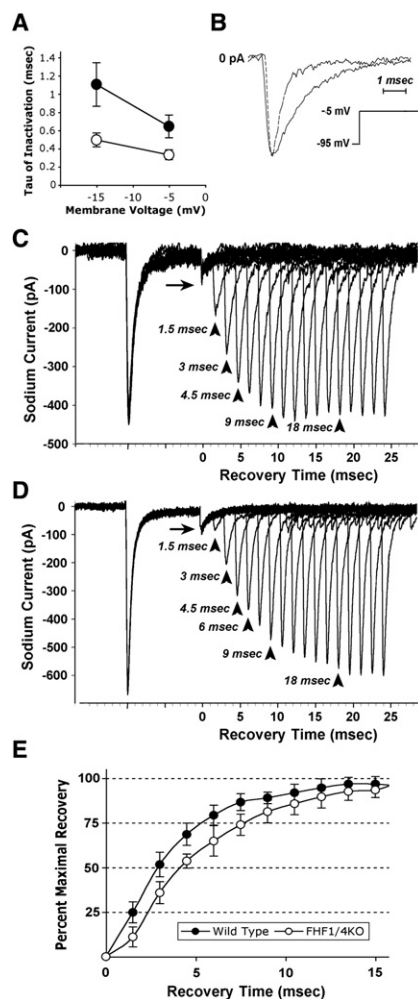 A
Tau of Inactivation (msec)
1.4
1.2
1
0.8
0.6
0.4
0.2
0
-15
-5
0
Membrane Voltage (mV)
B
0 pA
1 msec
-5 mV
-95 mV
C
Sodium Current (pA)
0
-100
-200
-300
-400
-500
1.5 msec
3 msec
4.5 msec
9 msec
18 msec
0 5 10 15 20 25
Recovery Time (msec)
D
Sodium Current (pA)
0
-100
-200
-300
-400
-500
-600
1.5 msec
3 msec
4.5 msec
6 msec
9 msec
18 msec
0 5 10 15 20 25
Recovery Time (msec)
E
Percent Maximal Recovery
100
75
50
25
Wild Type FHF1/4KO
0 5 10 15
Recovery Time (msec)